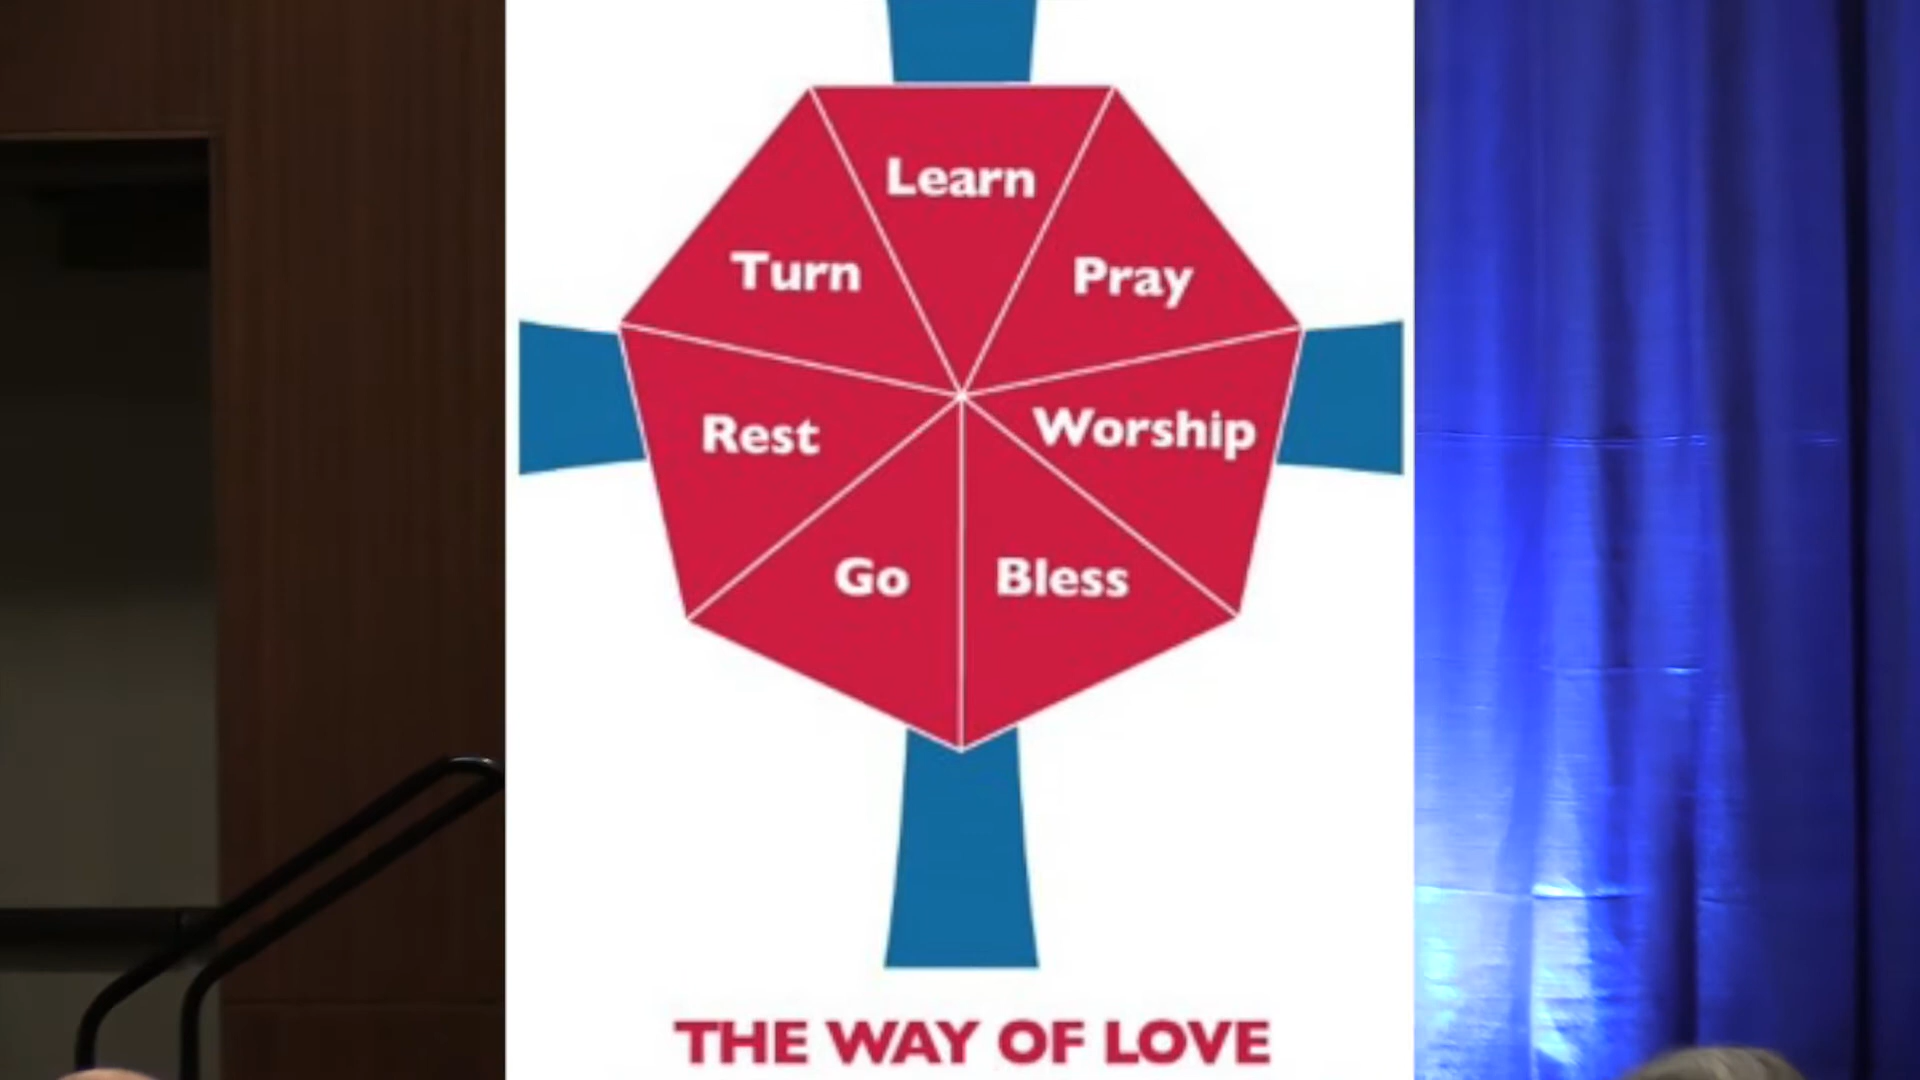 Learn
Turn
Pray
Rest
Worship
Go
Bless
THE WAY OF LOVE